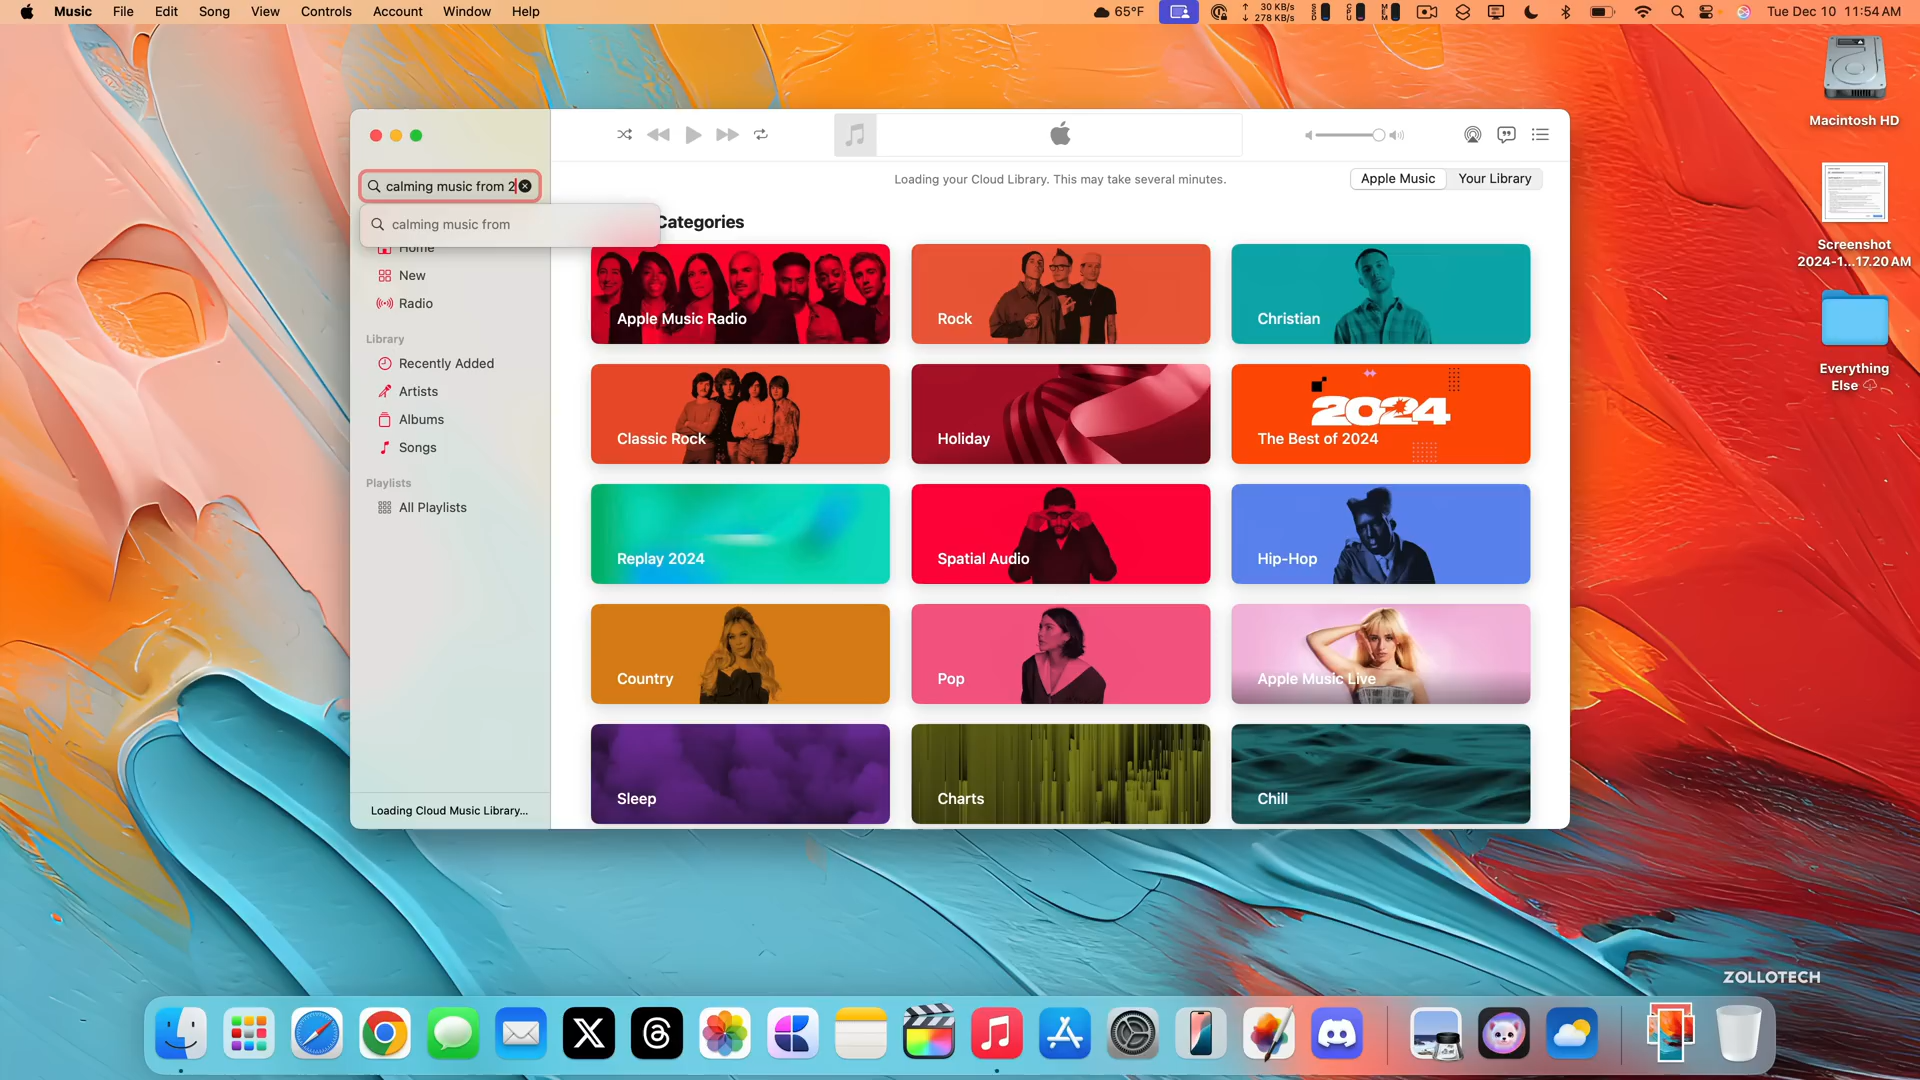 Music File Edit Song View Controls Account Window Help
65°F
30 KB/s
278 KB/s
SSD
CPU
MEM
Tue Dec 10 11:54 AM
Macintosh HD
Screenshot
2024-1...17.20 AM
Everything
Else
calming music from 2
calming music from
Loading your Cloud Library. This may take several minutes.
Apple Music Your Library
Home
New
Radio
Library
Recently Added
Artists
Albums
Songs
Playlists
All Playlists
Loading Cloud Music Library...
Categories
Apple Music Radio
Rock
Christian
Classic Rock
Holiday
2024
The Best of 2024
Replay 2024
Spatial Audio
Hip-Hop
Country
Pop
Apple Music Live
Sleep
Charts
Chill
ZOLLOTECH